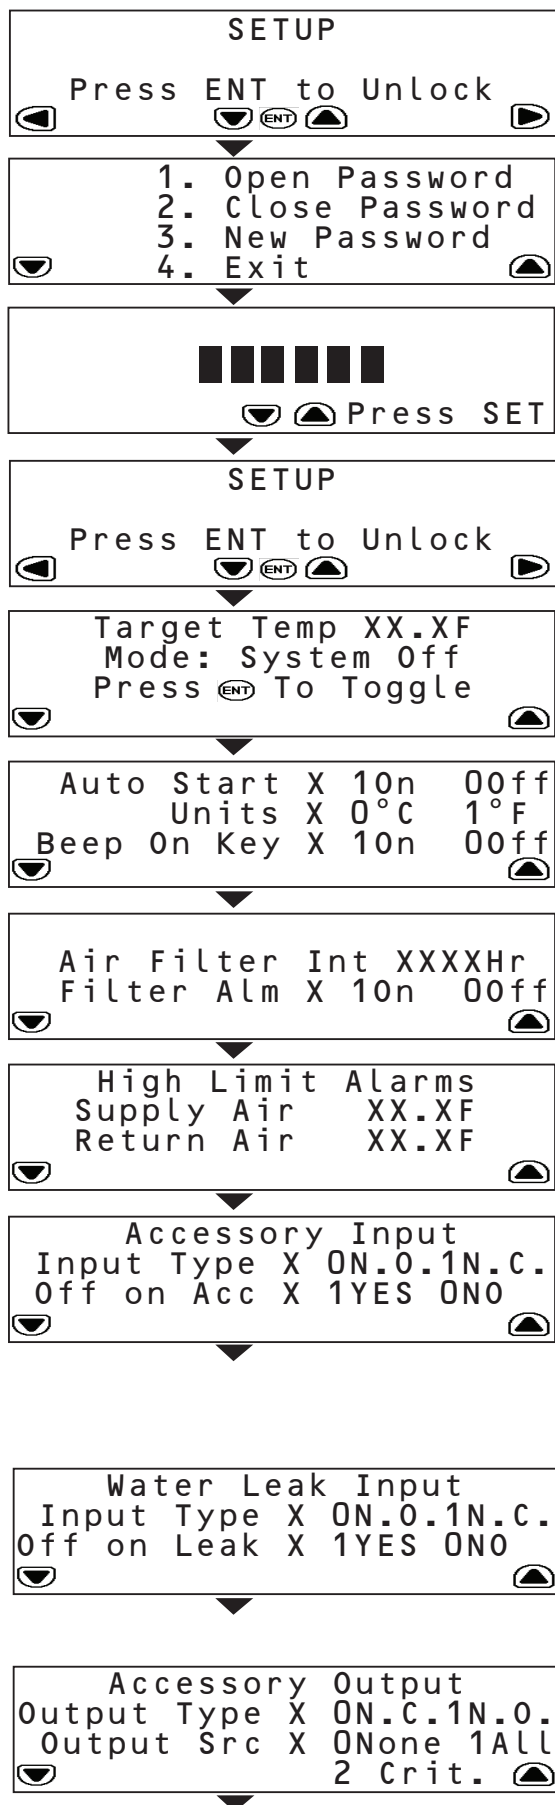 SETUP
Press ENT to Unlock
ENT
1. Open Password
2. Close Password
3. New Password
4. Exit
Press SET
SETUP
Press ENT to Unlock
ENT
Target Temp XX.XF
Mode: System Off
Press ENT To Toggle
Auto Start X 1On 0Off
Units X 0°C 1°F
Beep On Key X 1On 0Off
Air Filter Int XXXXHr
Filter Alm X 1On 0Off
High Limit Alarms
Supply Air XX.XF
Return Air XX.XF
Accessory Input
Input Type X 0N.O.1N.C.
Off on Acc X 1YES 0NO
Water Leak Input
Input Type X 0N.O.1N.C.
Off on Leak X 1YES 0NO
Accessory Output
Output Type X 0N.C.1N.O.
Output Src X 0None 1All
2 Crit.